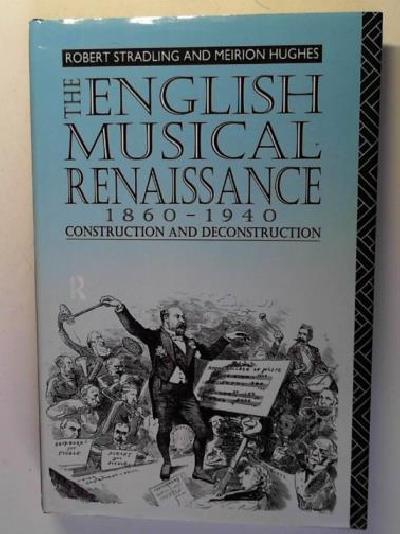 ROBERT STRADLING AND MEIRION HUGHES
THE ENGLISH
MUSICAL
RENAISSANCE
1860-1940
CONSTRUCTION AND DECONSTRUCTION
R